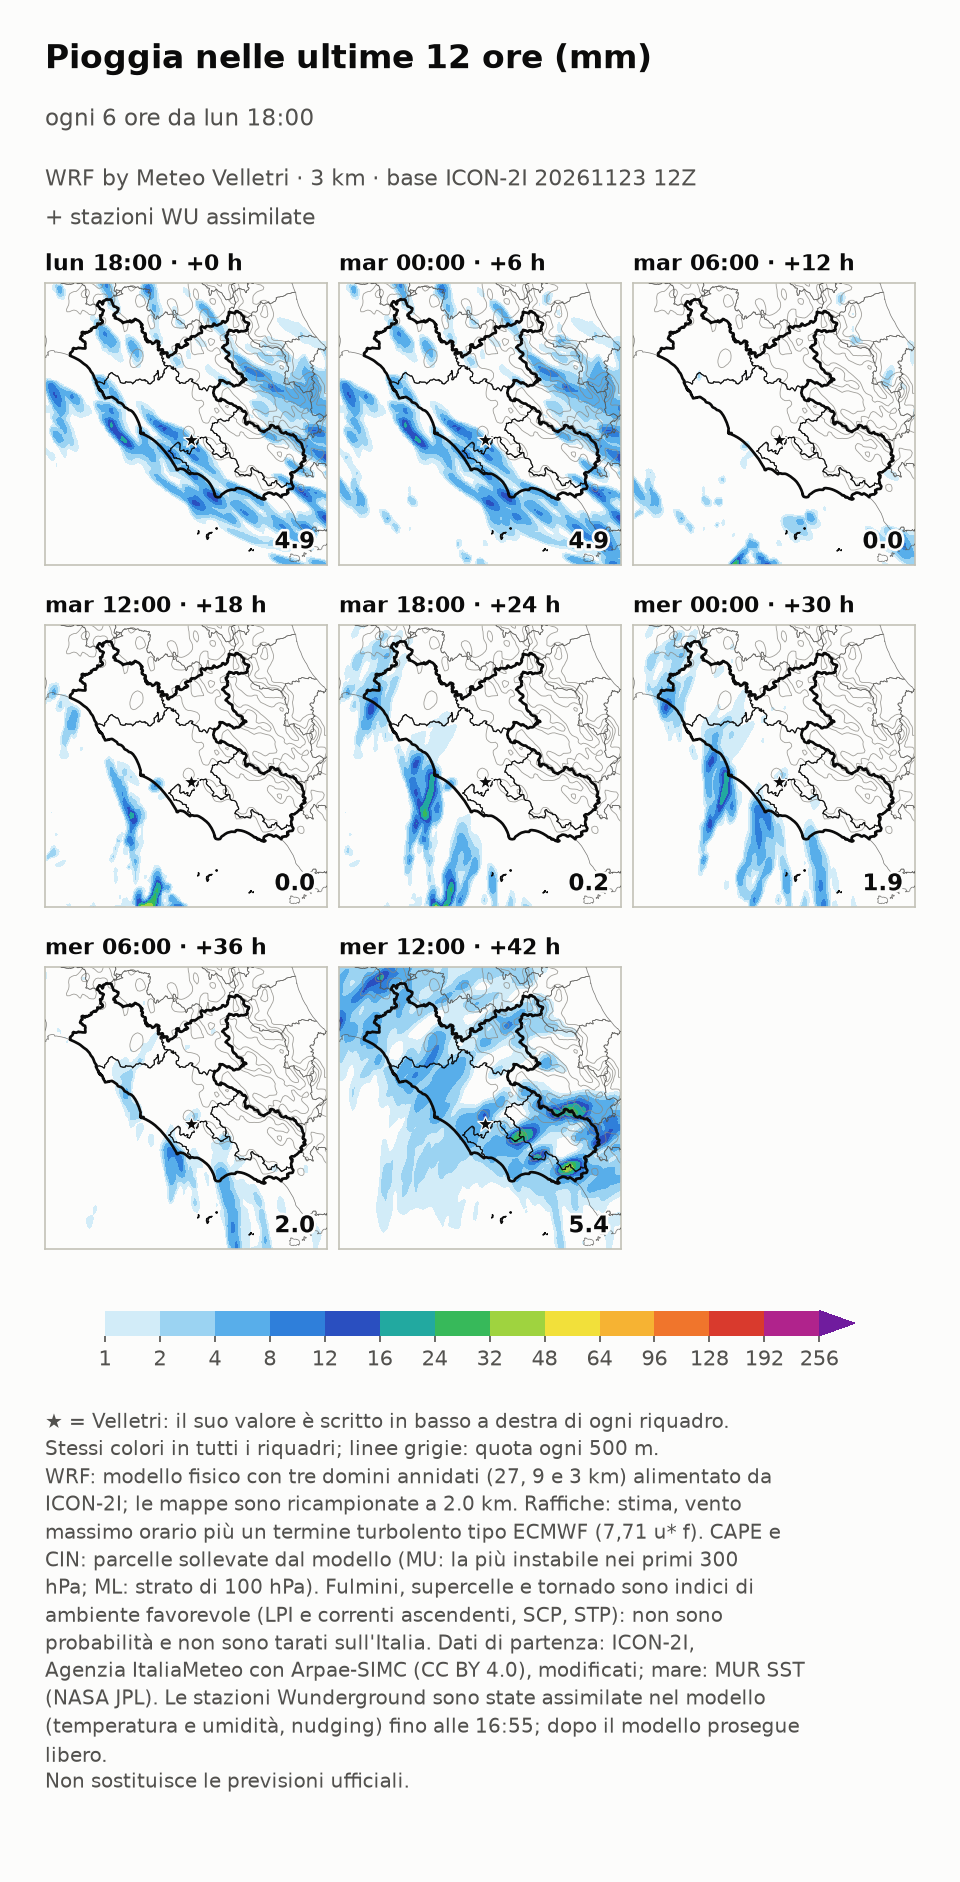 Pioggia nelle ultime 12 ore (mm)
ogni 6 ore da lun 18:00
WRF by Meteo Velletri · 3 km · base ICON-2I 20261123 12Z
+ stazioni WU assimilate
lun 18:00 · +0 h
mar 00:00 · +6 h
mar 06:00 · +12 h
4.9
4.9
0.0
mar 12:00 · +18 h
mar 18:00 · +24 h
mer 00:00 · +30 h
0.0
0.2
1.9
mer 06:00 · +36 h
mer 12:00 · +42 h
2.0
5.4
1 2 4 8 12 16 24 32 48 64 96 128 192 256
★ = Velletri: il suo valore è scritto in basso a destra di ogni riquadro.
Stessi colori in tutti i riquadri; linee grigie: quota ogni 500 m.
WRF: modello fisico con tre domini annidati (27, 9 e 3 km) alimentato da
ICON-2I; le mappe sono ricampionate a 2.0 km. Raffiche: stima, vento
massimo orario più un termine turbolento tipo ECMWF (7,71 u* f). CAPE e
CIN: parcelle sollevate dal modello (MU: la più instabile nei primi 300
hPa; ML: strato di 100 hPa). Fulmini, supercelle e tornado sono indici di
ambiente favorevole (LPI e correnti ascendenti, SCP, STP): non sono
probabilità e non sono tarati sull'Italia. Dati di partenza: ICON-2I,
Agenzia ItaliaMeteo con Arpae-SIMC (CC BY 4.0), modificati; mare: MUR SST
(NASA JPL). Le stazioni Wunderground sono state assimilate nel modello
(temperatura e umidità, nudging) fino alle 16:55; dopo il modello prosegue
libero.
Non sostituisce le previsioni ufficiali.